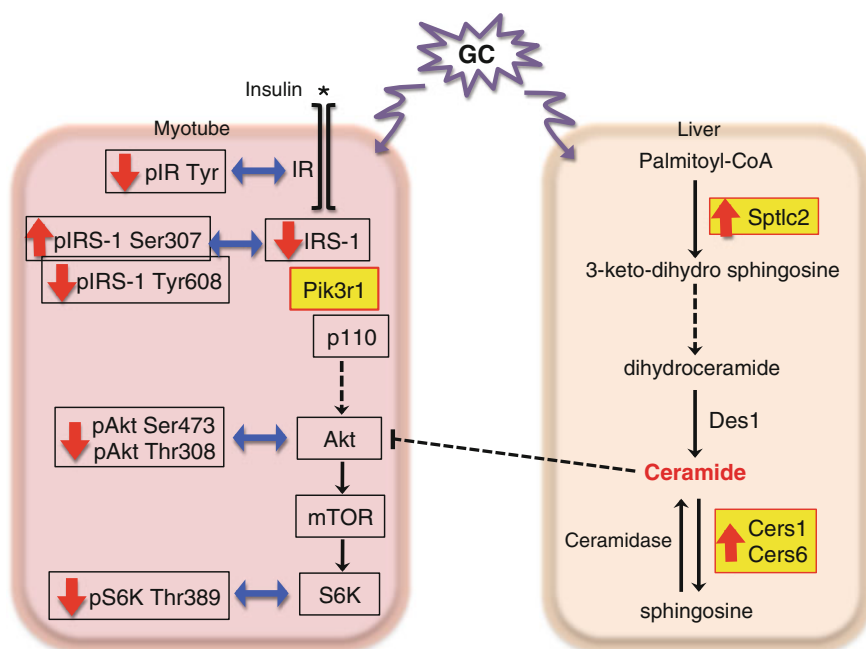 GC
Insulin *
Myotube
pIR Tyr
IR
pIRS-1 Ser307
IRS-1
pIRS-1 Tyr608
Pik3r1
p110
pAkt Ser473
pAkt Thr308
Akt
mTOR
pS6K Thr389
S6K
Liver
Palmitoyl-CoA
Sptlc2
3-keto-dihydro sphingosine
dihydroceramide
Des1
Ceramide
Ceramidase
Cers1
Cers6
sphingosine